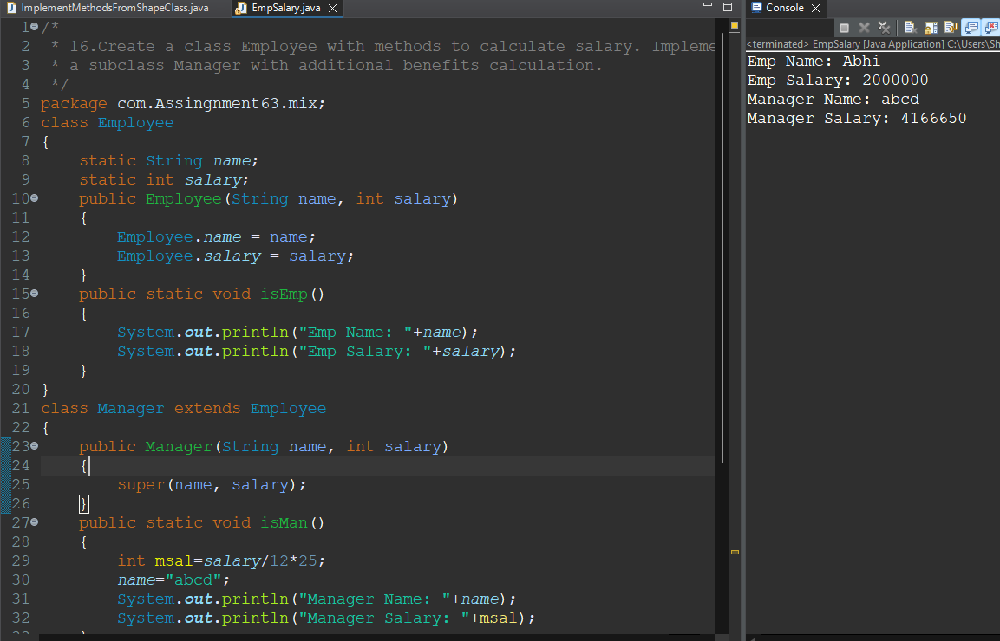 ImplementMethodsFromShapeClass.java
EmpSalary.java
1 /*
2 * 16.Create a class Employee with methods to calculate salary. Impleme
3 * a subclass Manager with additional benefits calculation.
4 */
5 package com.Assingnment63.mix;
6 class Employee
7 {
8 static String name;
9 static int salary;
10 public Employee(String name, int salary)
11 {
12 Employee.name = name;
13 Employee.salary = salary;
14 }
15 public static void isEmp()
16 {
17 System.out.println("Emp Name: "+name);
18 System.out.println("Emp Salary: "+salary);
19 }
20 }
21 class Manager extends Employee
22 {
23 public Manager(String name, int salary)
24 {
25 super(name, salary);
26 }
27 public static void isMan()
28 {
29 int msal=salary/12*25;
30 name="abcd";
31 System.out.println("Manager Name: "+name);
32 System.out.println("Manager Salary: "+msal);
Console
<terminated> EmpSalary [Java Application] C:\Users\Sh
Emp Name: Abhi
Emp Salary: 2000000
Manager Name: abcd
Manager Salary: 4166650